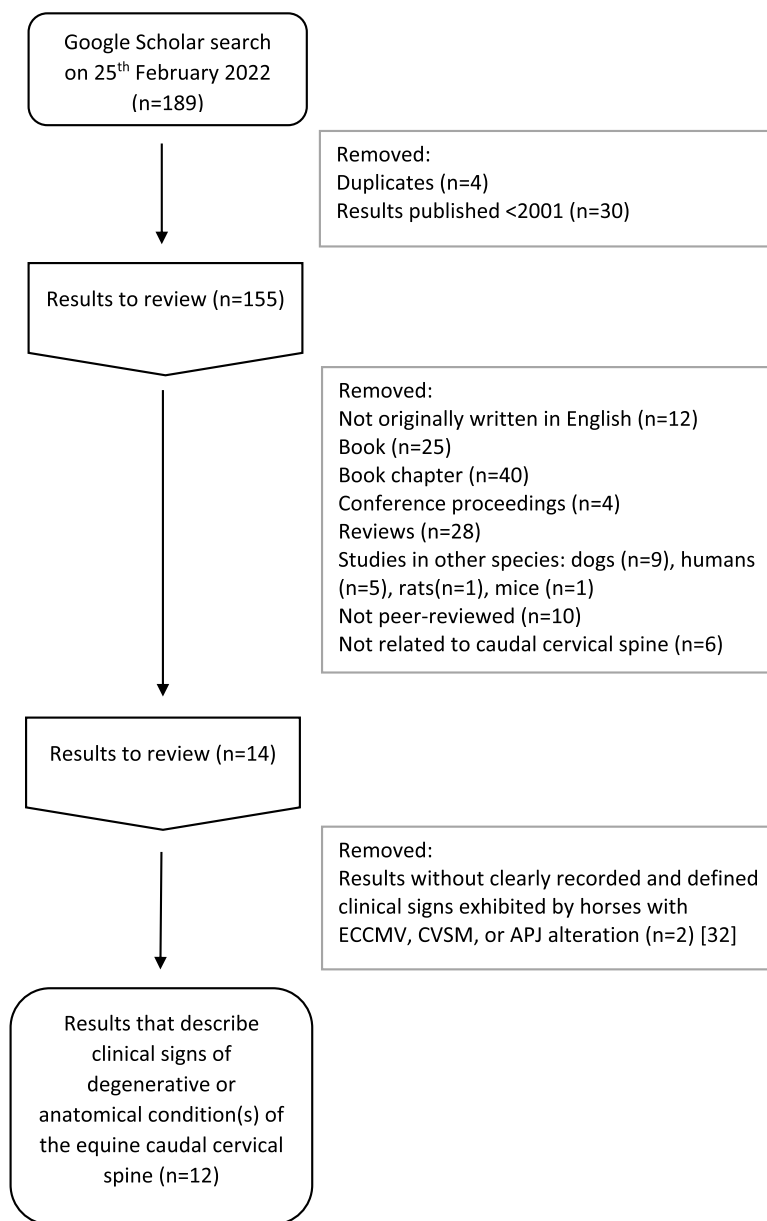 Google Scholar search
on 25th February 2022
(n=189)
Removed:
Duplicates (n=4)
Results published <2001 (n=30)
Results to review (n=155)
Removed:
Not originally written in English (n=12)
Book (n=25)
Book chapter (n=40)
Conference proceedings (n=4)
Reviews (n=28)
Studies in other species: dogs (n=9), humans
(n=5), rats(n=1), mice (n=1)
Not peer-reviewed (n=10)
Not related to caudal cervical spine (n=6)
Results to review (n=14)
Removed:
Results without clearly recorded and defined
clinical signs exhibited by horses with
ECCMV, CVSM, or APJ alteration (n=2) [32]
Results that describe
clinical signs of
degenerative or
anatomical condition(s) of
the equine caudal cervical
spine (n=12)